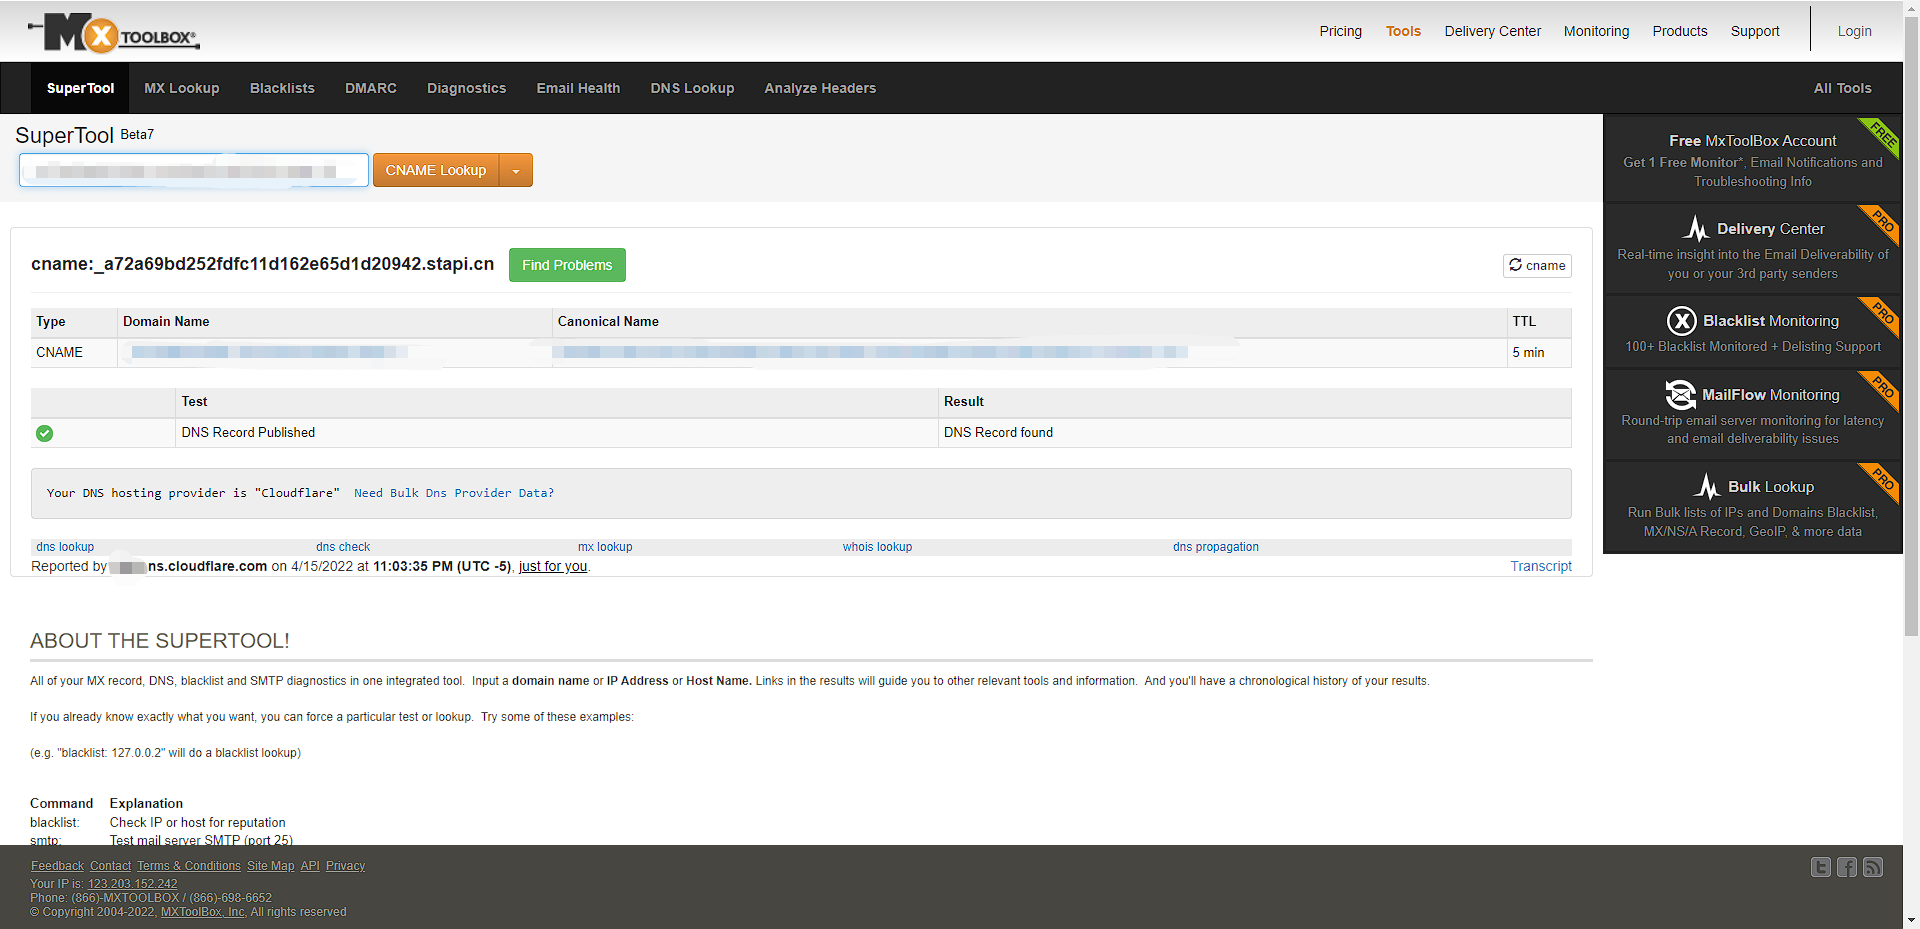 MX TOOLBOX®
Pricing Tools Delivery Center Monitoring Products Support Login
SuperTool MX Lookup Blacklists DMARC Diagnostics Email Health DNS Lookup Analyze Headers All Tools
SuperTool Beta7
CNAME Lookup
cname:_a72a69bd252fdfc11d162e65d1d20942.stapi.cn Find Problems cname
Type Domain Name Canonical Name TTL
CNAME 5 min
Test Result
DNS Record Published DNS Record found
Your DNS hosting provider is "Cloudflare" Need Bulk Dns Provider Data?
dns lookup dns check mx lookup whois lookup dns propagation
Reported by ns.cloudflare.com on 4/15/2022 at 11:03:35 PM (UTC -5), just for you. Transcript
Free MxToolBox Account
FREE
Get 1 Free Monitor*, Email Notifications and
Troubleshooting Info
Delivery Center
PRO
Real-time insight into the Email Deliverability of
you or your 3rd party senders
Blacklist Monitoring
PRO
100+ Blacklist Monitored + Delisting Support
MailFlow Monitoring
PRO
Round-trip email server monitoring for latency
and email deliverability issues
Bulk Lookup
PRO
Run Bulk lists of IPs and Domains Blacklist,
MX/NS/A Record, GeoIP, & more data
ABOUT THE SUPERTOOL!
All of your MX record, DNS, blacklist and SMTP diagnostics in one integrated tool. Input a domain name or IP Address or Host Name. Links in the results will guide you to other relevant tools and information. And you'll have a chronological history of your results.
If you already know exactly what you want, you can force a particular test or lookup. Try some of these examples:
(e.g. "blacklist: 127.0.0.2" will do a blacklist lookup)
Command Explanation
blacklist: Check IP or host for reputation
smtp: Test mail server SMTP (port 25)
Feedback Contact Terms & Conditions Site Map API Privacy
Your IP is: 123.203.152.242
Phone: (866)-MXTOOLBOX / (866)-698-6652
© Copyright 2004-2022, MXToolBox, Inc, All rights reserved